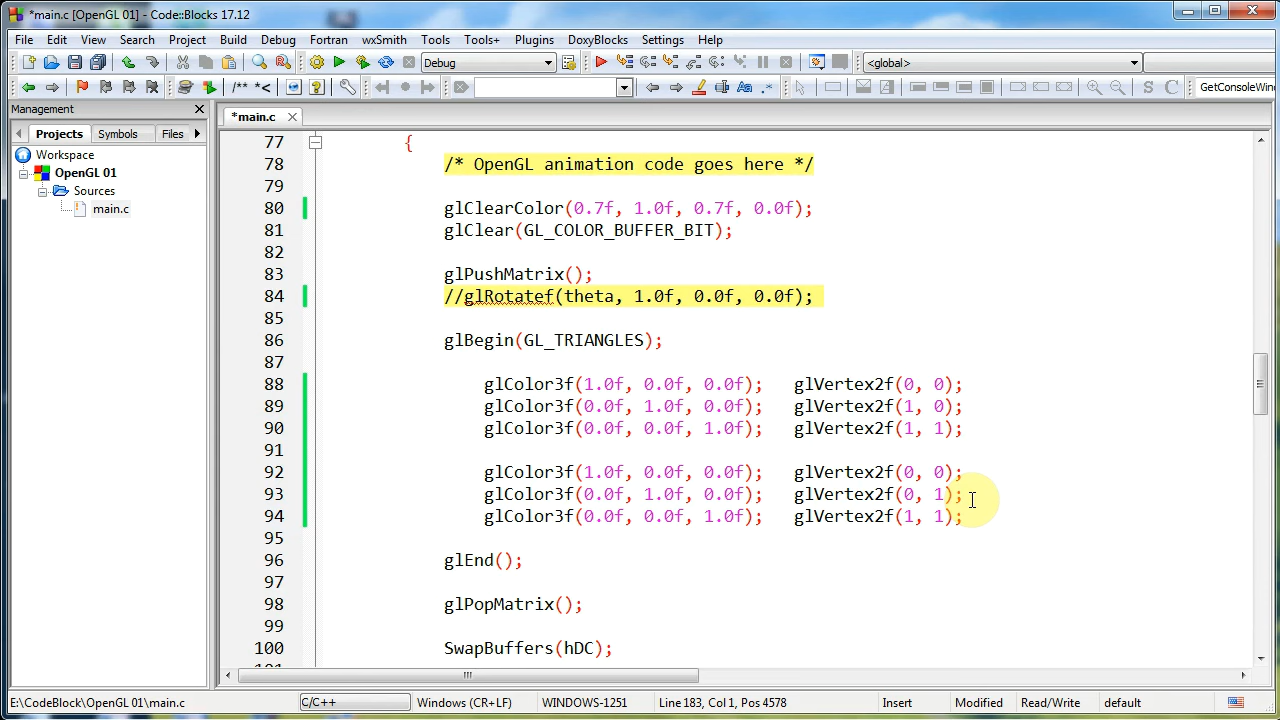 *main.c [OpenGL 01] - Code::Blocks 17.12
File Edit View Search Project Build Debug Fortran wxSmith Tools Tools+ Plugins DoxyBlocks Settings Help
Debug <global>
/** *< GetConsoleWin
Management
Projects Symbols Files
Workspace
OpenGL 01
Sources
main.c
*main.c
77 {
78 /* OpenGL animation code goes here */
79
80 glClearColor(0.7f, 1.0f, 0.7f, 0.0f);
81 glClear(GL_COLOR_BUFFER_BIT);
82
83 glPushMatrix();
84 //glRotatef(theta, 1.0f, 0.0f, 0.0f);
85
86 glBegin(GL_TRIANGLES);
87
88 glColor3f(1.0f, 0.0f, 0.0f); glVertex2f(0, 0);
89 glColor3f(0.0f, 1.0f, 0.0f); glVertex2f(1, 0);
90 glColor3f(0.0f, 0.0f, 1.0f); glVertex2f(1, 1);
91
92 glColor3f(1.0f, 0.0f, 0.0f); glVertex2f(0, 0);
93 glColor3f(0.0f, 1.0f, 0.0f); glVertex2f(0, 1);
94 glColor3f(0.0f, 0.0f, 1.0f); glVertex2f(1, 1);
95
96 glEnd();
97
98 glPopMatrix();
99
100 SwapBuffers(hDC);
E:\CodeBlock\OpenGL 01\main.c C/C++ Windows (CR+LF) WINDOWS-1251 Line 183, Col 1, Pos 4578 Insert Modified Read/Write default